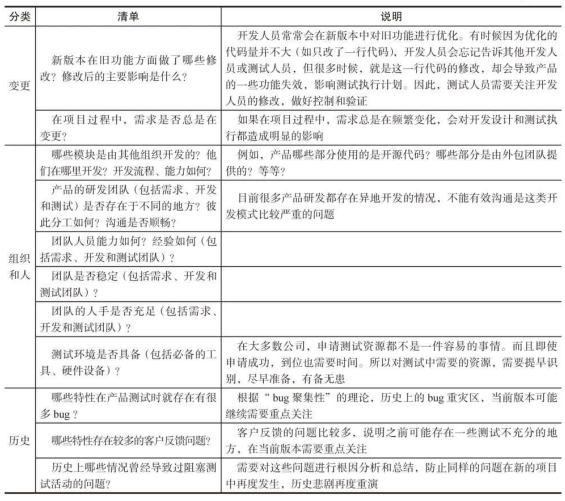 分类
清单
说明
变更
新版本在旧功能方面做了哪些修
改？修改后的主要影响是什么？
开发人员常常会在新版本中对旧功能进行优化。有时候因为优化的
代码量并不大（如只改了一行代码），开发人员会忘记告诉其他开发人
员或测试人员，但很多时候，就是这一行代码的修改，却会导致产品
的一些功能失效，影响测试执行计划。因此，测试人员需要关注开发
人员的修改，做好控制和验证
在项目过程中，需求是否总是在
变更？
如果在项目过程中，需求总是在频繁变化，会对开发设计和测试执
行都造成明显的影响
组织
和人
哪些模块是由其他组织开发的？他
们在哪里开发？开发流程、能力如何？
例如，产品哪些部分使用的是开源代码？哪些部分是由外包团队提
供的？等等？
产品的研发团队（包括需求、开发
和测试）是否存在于不同的地方？彼
此分工如何？沟通是否顺畅？
目前很多产品研发都存在异地开发的情况，不能有效沟通是这类开
发模式比较严重的问题
团队人员能力如何？经验如何（包
括需求、开发和测试团队）？
团队是否稳定（包括需求、开发和
测试团队）？
团队的人手是否充足（包括需求、
开发和测试团队）？
测试环境是否具备（包括必备的工
具、硬件设备）？
在大多数公司，申请测试资源都不是一件容易的事情。而且即使
申请成功，到位也需要时间。所以对测试中需要的资源，需要提早识
别，尽早准备，有备无患
历史
哪些特性在产品测试时就存在有很
多 bug？
根据“bug 聚集性”的理论，历史上的 bug 重灾区，当前版本可能
继续需要重点关注
哪些特性存在较多的客户反馈问题？
客户反馈的问题比较多，说明之前可能存在一些测试不充分的地
方，在当前版本需要重点关注
历史上哪些情况曾经导致过阻塞测
试活动的问题？
需要对这些问题进行根因分析和总结，防止同样的问题在新的项目
中再度发生，历史悲剧再度重演